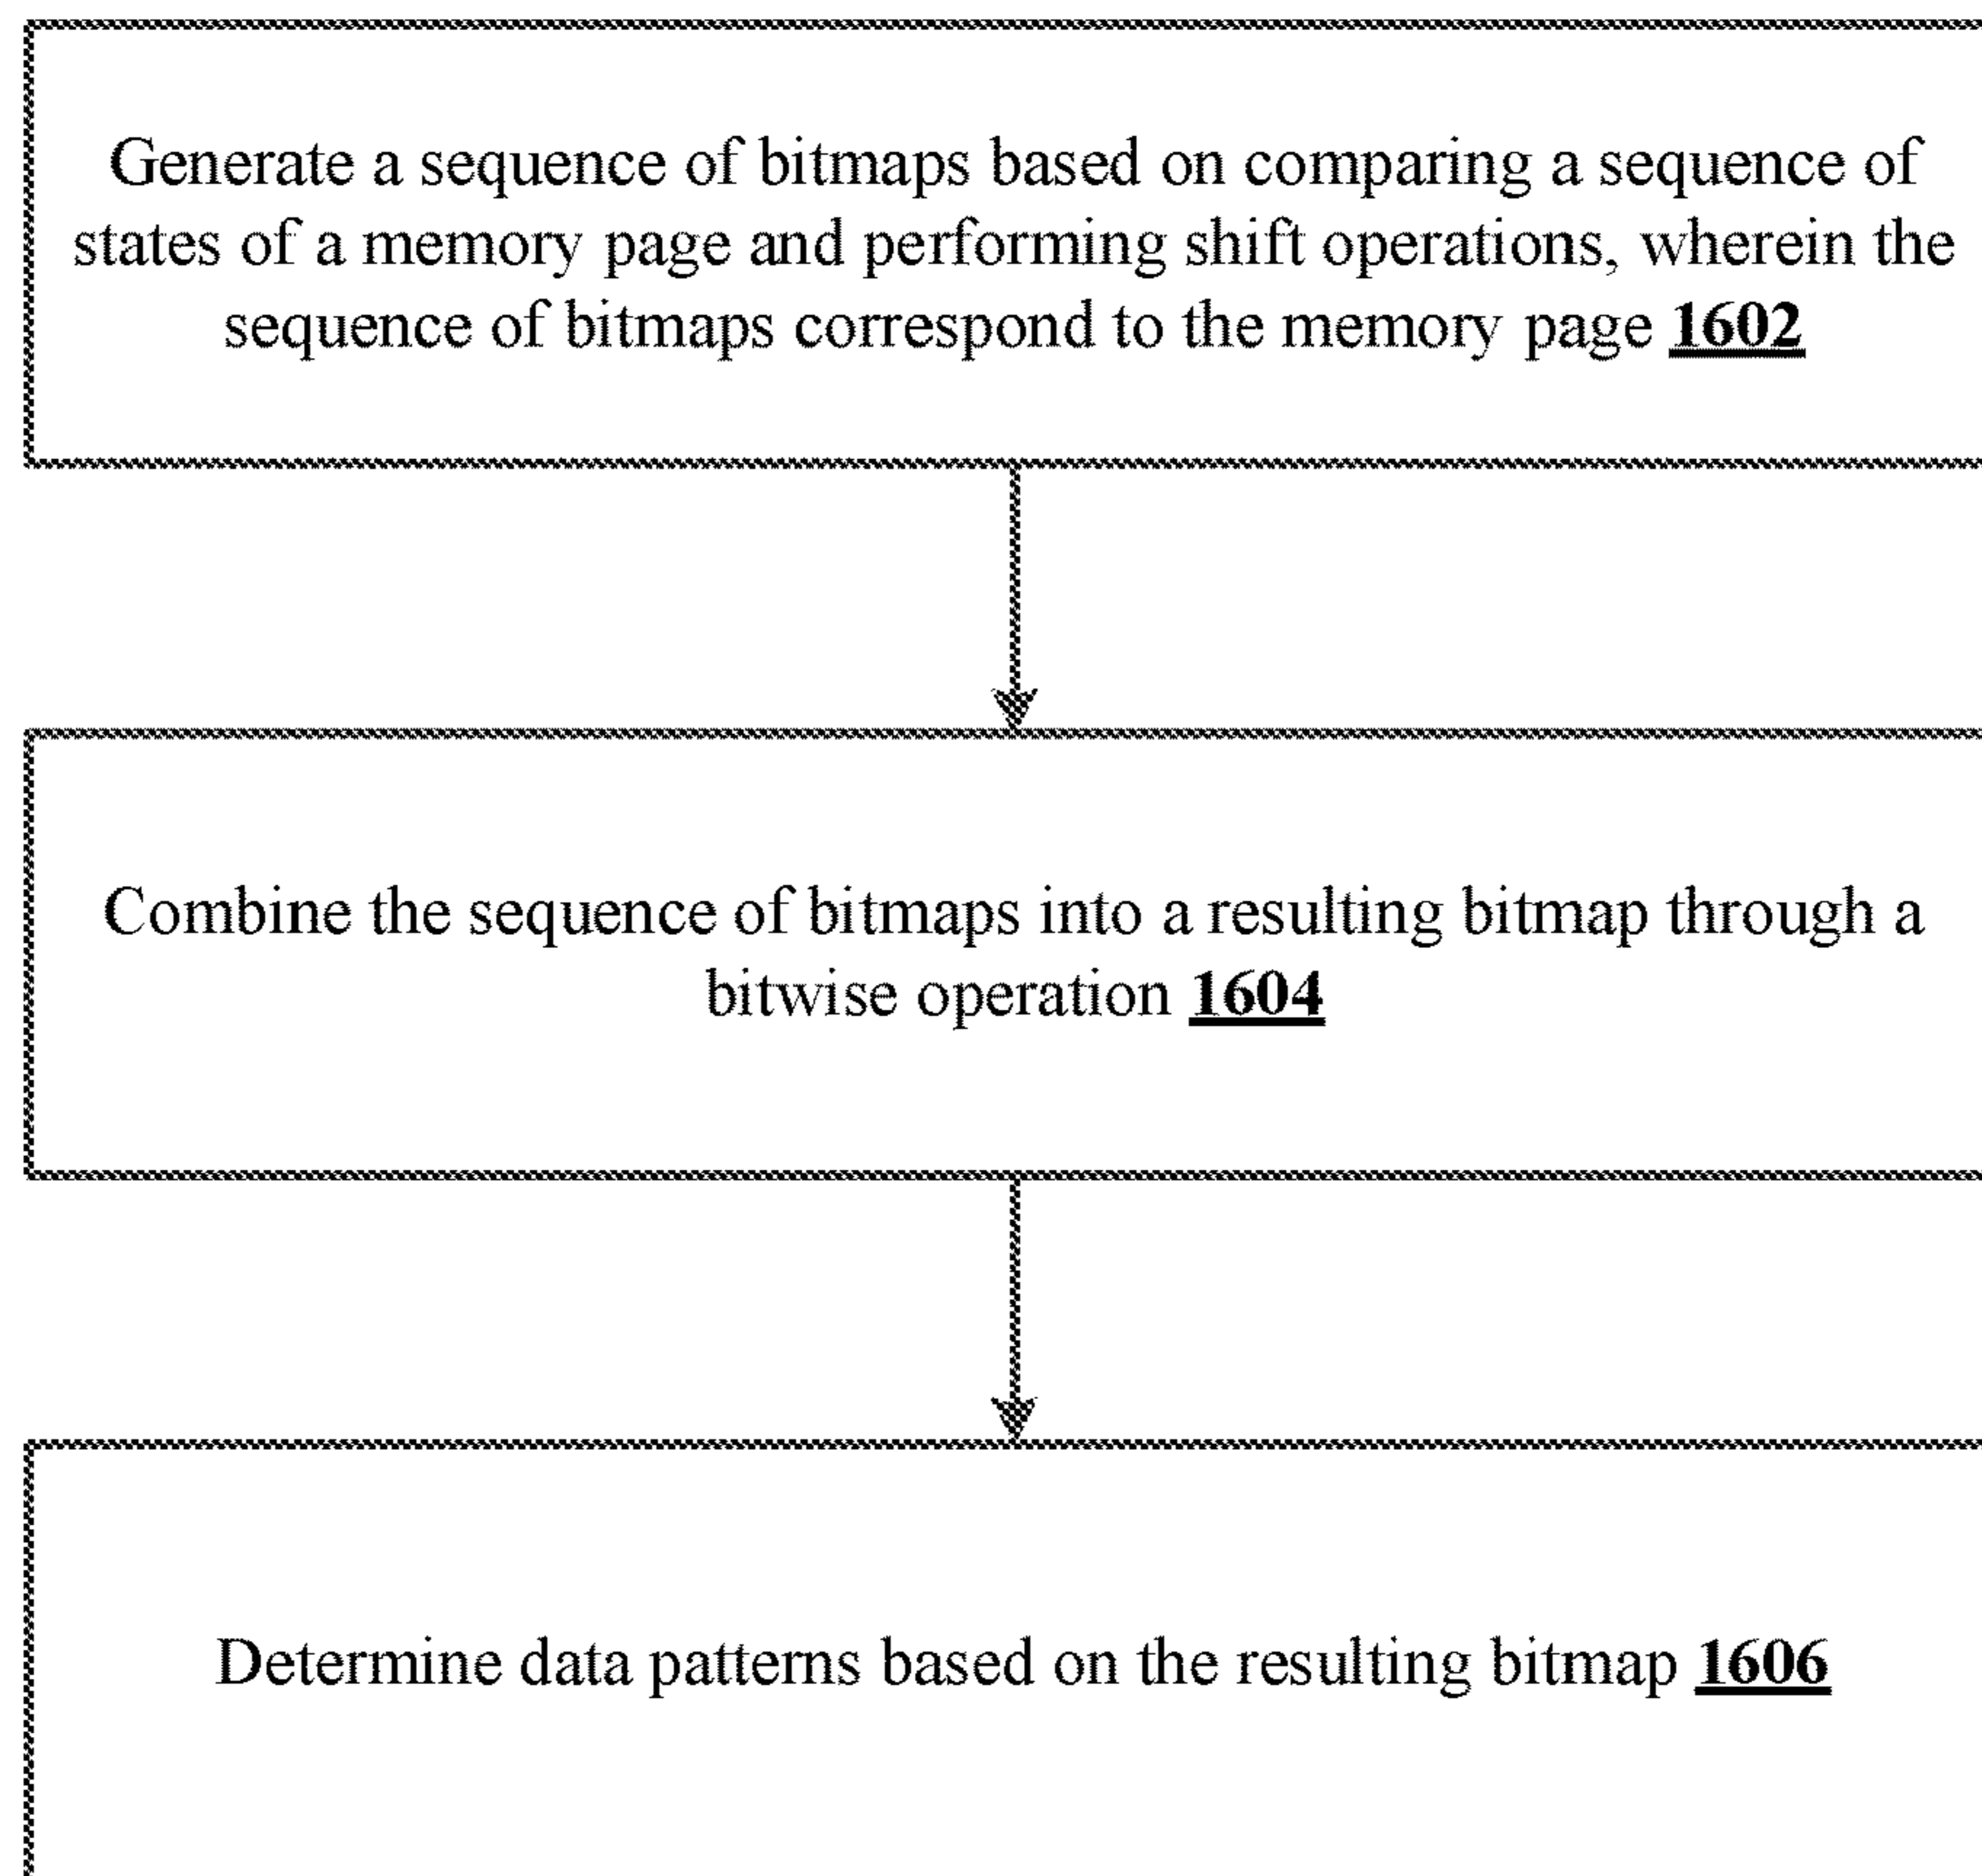 Generate a sequence of bitmaps based on comparing a sequence of
states of a memory page and performing shift operations, wherein the
sequence of bitmaps correspond to the memory page 1602
Combine the sequence of bitmaps into a resulting bitmap through a
bitwise operation 1604
Determine data patterns based on the resulting bitmap 1606